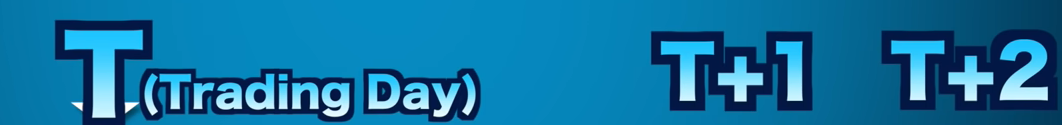 T (Trading Day) T+1 T+2